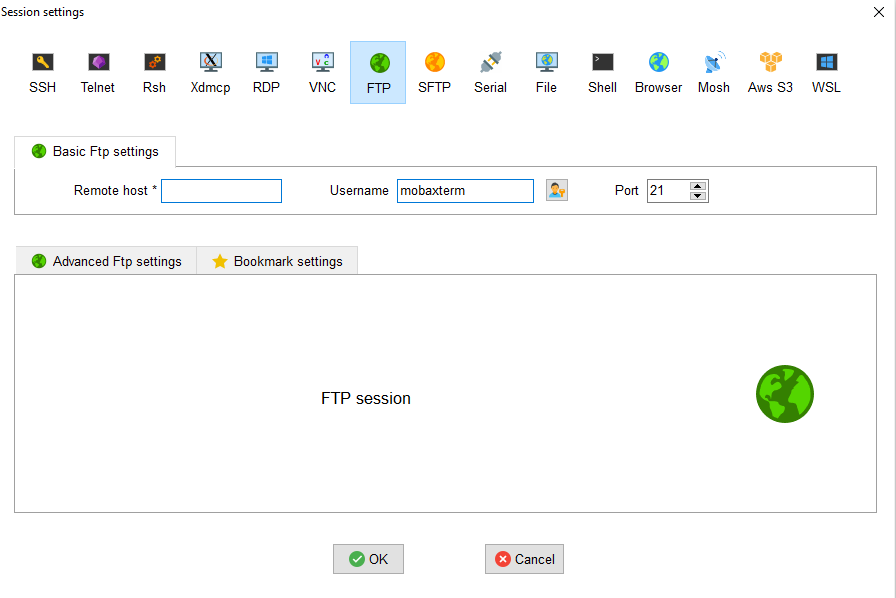 Session settings
SSH Telnet Rsh Xdmcp RDP VNC FTP SFTP Serial File Shell Browser Mosh Aws S3 WSL
Basic Ftp settings
Remote host * Username mobaxterm Port 21
Advanced Ftp settings Bookmark settings
FTP session
OK Cancel